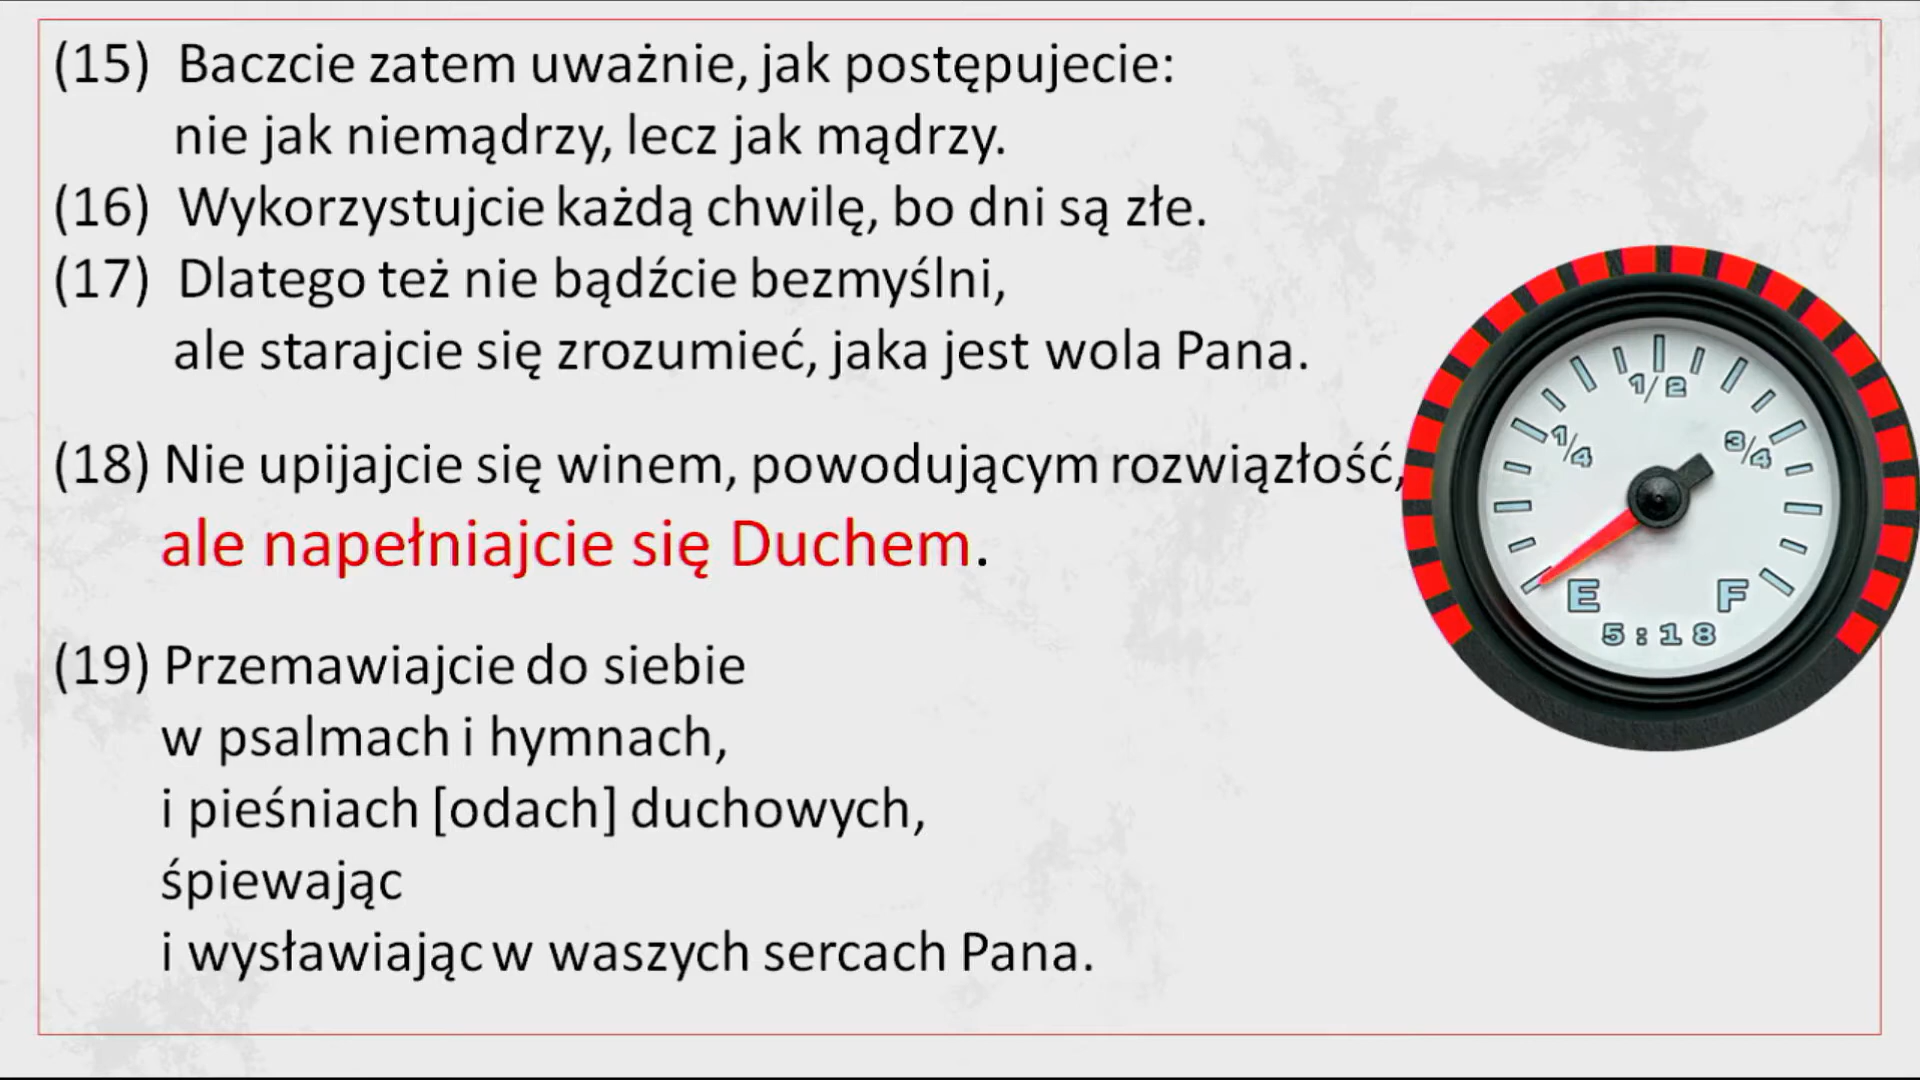 (15) Baczcie zatem uważnie, jak postępujecie:
nie jak niemądrzy, lecz jak mądrzy.
(16) Wykorzystujcie każdą chwilę, bo dni są złe.
(17) Dlatego też nie bądźcie bezmyślni,
ale starajcie się zrozumieć, jaka jest wola Pana.
(18) Nie upijajcie się winem, powodującym rozwiązłość,
ale napełniajcie się Duchem.
(19) Przemawiajcie do siebie
w psalmach i hymnach,
i pieśniach [odach] duchowych,
śpiewając
i wysławiając w waszych sercach Pana.
1/2
1/4
3/4
E F
5:18